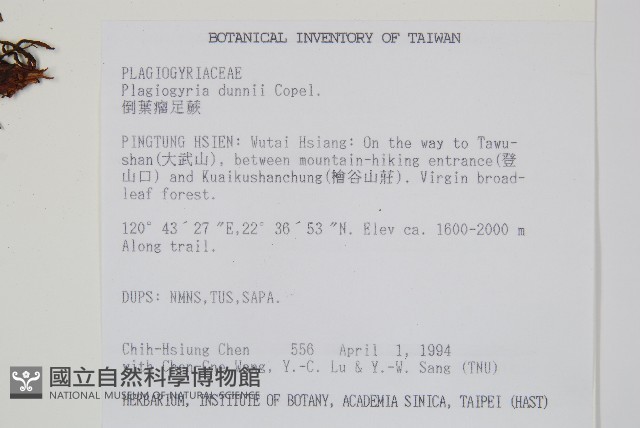 BOTANICAL INVENTORY OF TAIWAN
PLAGIOGYRIACEAE
Plagiogyria dunnii Copel.
倒葉瘤足蕨
PINGTUNG HSIEN: Wutai Hsiang: On the way to Tawu-
shan(大武山), between mountain-hiking entrance(登
山口) and Kuaikushanchung(檜谷山莊). Virgin broad-
leaf forest.
120° 43´27 "E,22° 36´53 "N. Elev ca. 1600-2000 m
Along trail.
DUPS: NMNS,TUS,SAPA.
Chih-Hsiung Chen 556 April 1, 1994
with Wang, Y.-C. Lu & Y.-W. Sang (TNU)
國立自然科學博物館
NATIONAL MUSEUM OF NATURAL SCIENCE
HERBARIUM, INSTITUTE OF BOTANY, ACADEMIA SINICA, TAIPEI (HAST)